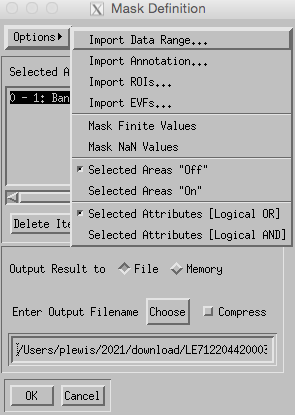 Mask Definition
Options
Import Data Range...
Import Annotation...
Import ROIs...
Import EVFs...
Mask Finite Values
Mask NaN Values
Selected Areas "Off"
Selected Areas "On"
Selected Attributes [Logical OR]
Selected Attributes [Logical AND]
Selected A
0 - 1: Ban
Delete Ite
Output Result to File Memory
Enter Output Filename Choose Compress
/Users/plewis/2021/download/LE71220442000
OK Cancel